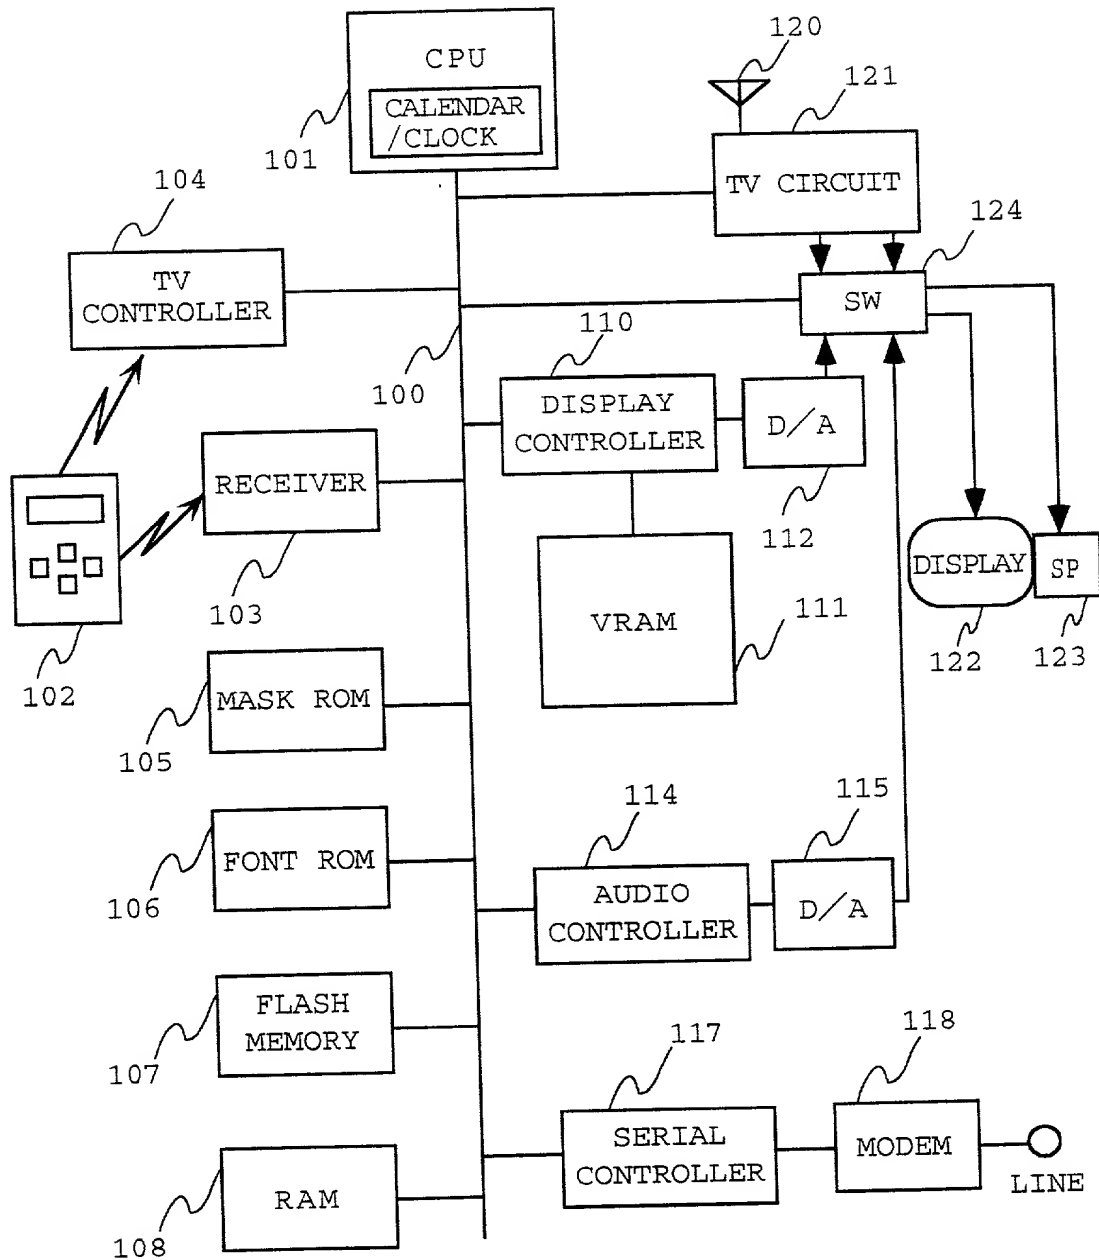 CPU
CALENDAR
/CLOCK
101
120
121
TV CIRCUIT
104
TV
CONTROLLER
124
SW
110
100
DISPLAY
CONTROLLER
D/A
112
RECEIVER
103
102
VRAM
111
DISPLAY
122
SP
123
MASK ROM
105
FONT ROM
106
114
115
AUDIO
CONTROLLER
D/A
FLASH
MEMORY
107
117
118
SERIAL
CONTROLLER
MODEM
LINE
RAM
108